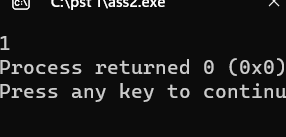 C:\pst 1\ass2.exe
1
Process returned 0 (0x0)
Press any key to continu